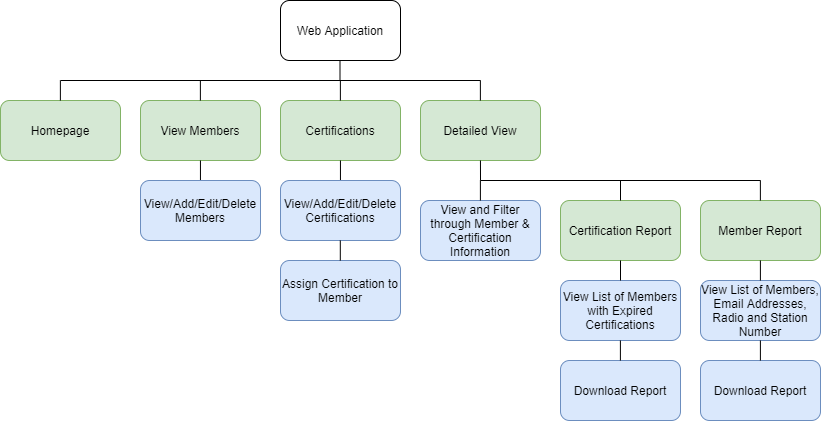 Web Application
Homepage
View Members
Certifications
Detailed View
View/Add/Edit/Delete
Members
View/Add/Edit/Delete
Certifications
Assign Certification to
Member
View and Filter
through Member &
Certification
Information
Certification Report
Member Report
View List of Members
with Expired
Certifications
View List of Members,
Email Addresses,
Radio and Station
Number
Download Report
Download Report